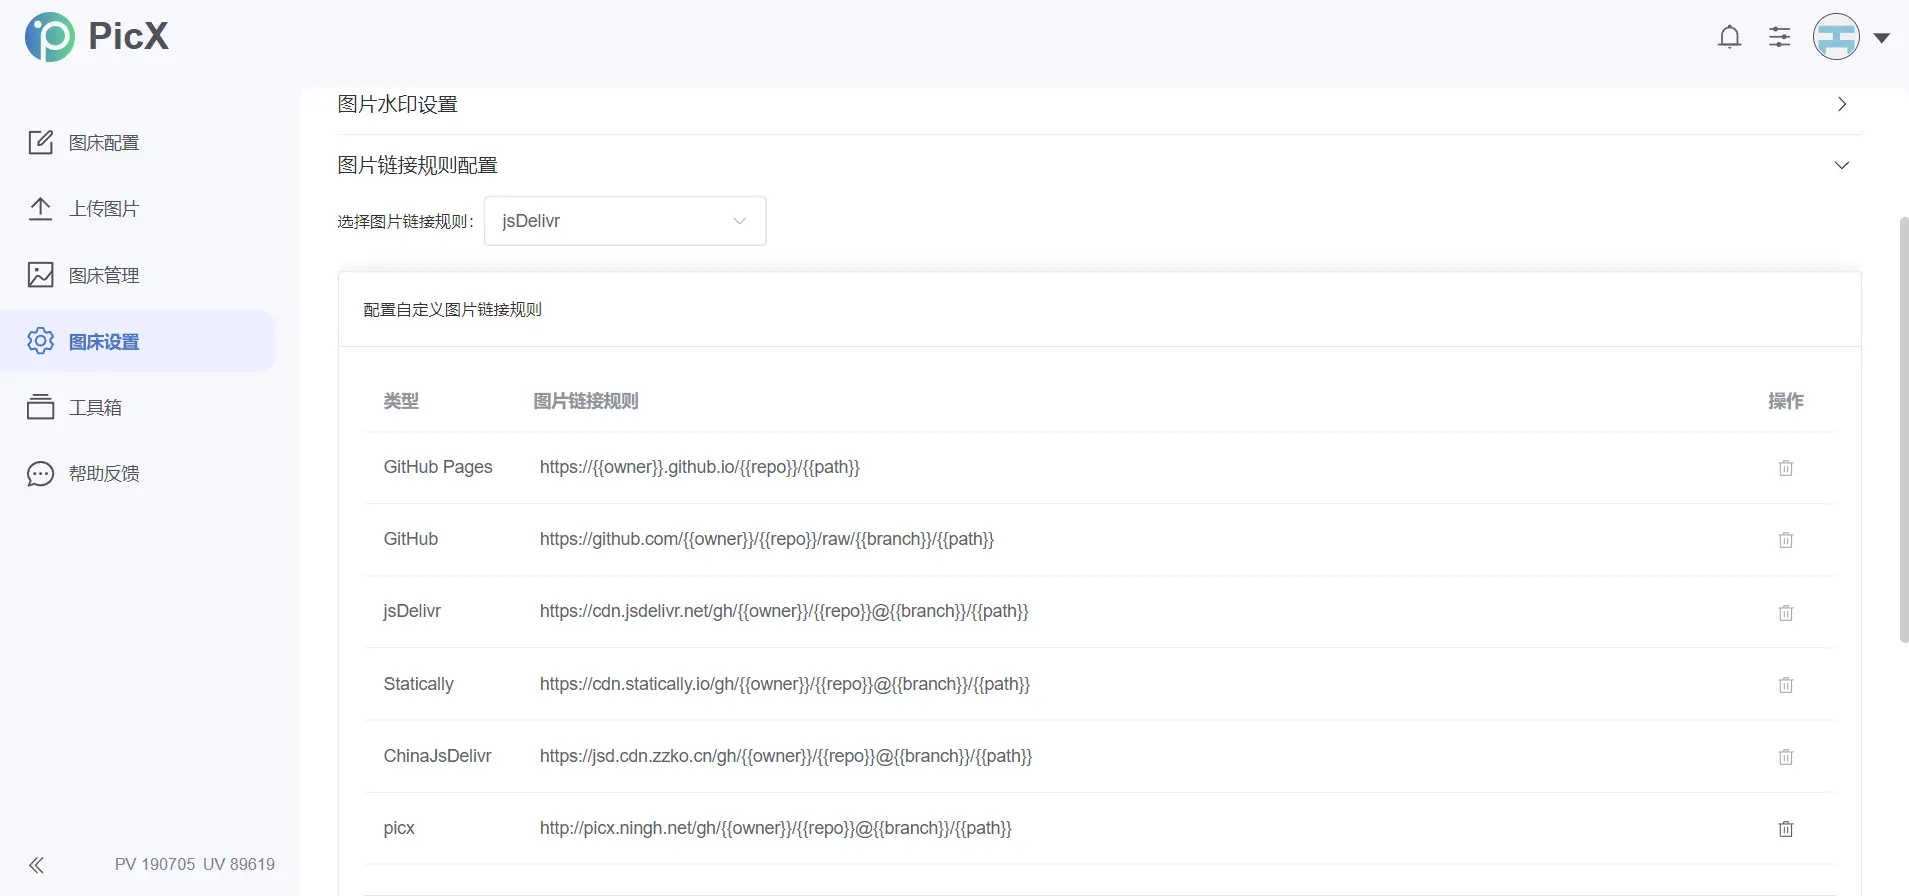 PicX
图床配置
上传图片
图床管理
图床设置
工具箱
帮助反馈
PV 190705 UV 89619
图片水印设置
图片链接规则配置
选择图片链接规则: jsDelivr
配置自定义图片链接规则
类型 图片链接规则 操作
GitHub Pages https://{{owner}}.github.io/{{repo}}/{{path}}
GitHub https://github.com/{{owner}}/{{repo}}/raw/{{branch}}/{{path}}
jsDelivr https://cdn.jsdelivr.net/gh/{{owner}}/{{repo}}@{{branch}}/{{path}}
Statically https://cdn.statically.io/gh/{{owner}}/{{repo}}@{{branch}}/{{path}}
ChinaJsDelivr https://jsd.cdn.zzko.cn/gh/{{owner}}/{{repo}}@{{branch}}/{{path}}
picx http://picx.ningh.net/gh/{{owner}}/{{repo}}@{{branch}}/{{path}}